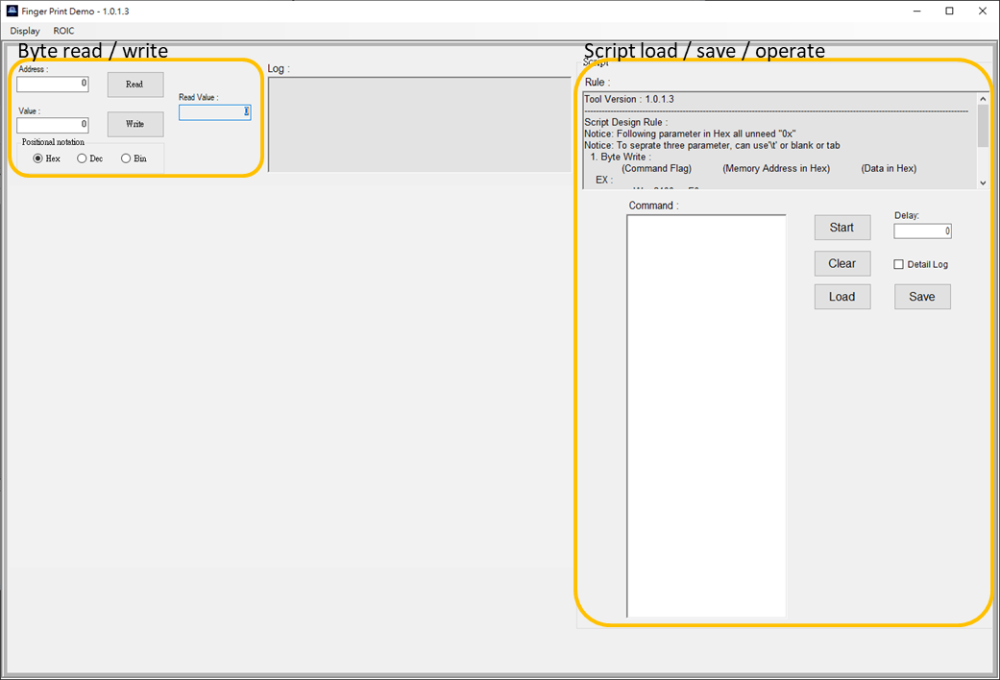 Finger Print Demo - 1.0.1.3
Display ROIC
Byte read / write
Address :
0
Read
Read Value :
0
Value :
0
Write
Positional notation
Hex Dec Bin
Log :
Script load / save / operate
Script
Rule :
Tool Version : 1.0.1.3
Script Design Rule :
Notice: Following parameter in Hex all unneed "0x"
Notice: To seprate three parameter, can use'\t' or blank or tab
1. Byte Write :
(Command Flag) (Memory Address in Hex) (Data in Hex)
EX :
Command :
Start
Delay:
0
Clear
Detail Log
Load
Save